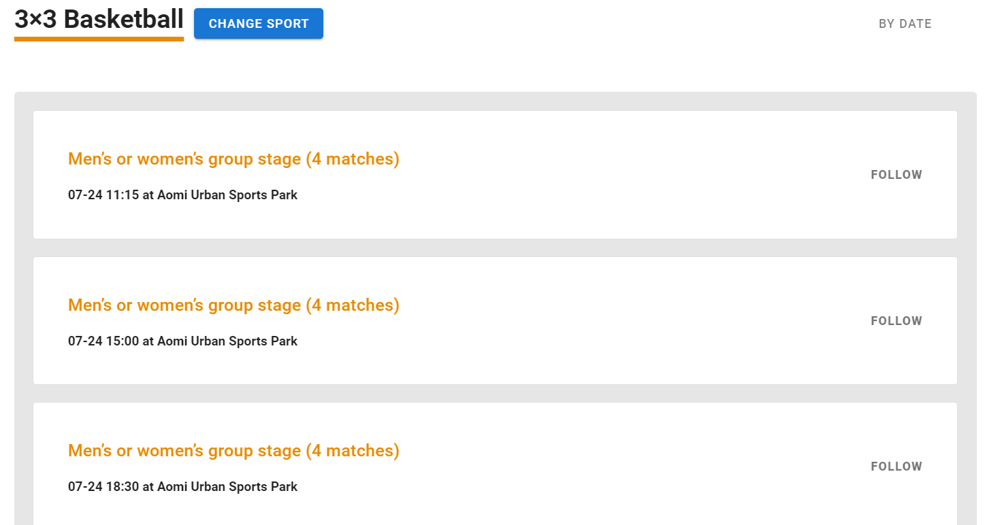 3×3 Basketball CHANGE SPORT BY DATE
Men’s or women’s group stage (4 matches)
FOLLOW
07-24 11:15 at Aomi Urban Sports Park
Men’s or women’s group stage (4 matches)
FOLLOW
07-24 15:00 at Aomi Urban Sports Park
Men’s or women’s group stage (4 matches)
FOLLOW
07-24 18:30 at Aomi Urban Sports Park